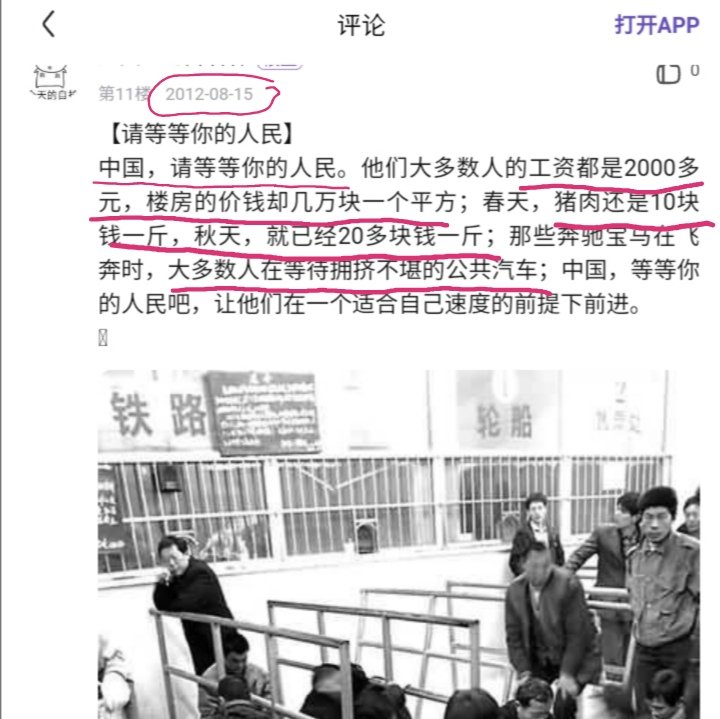 评论
打开APP
0
第11楼 2012-08-15
【请等等你的人民】
中国，请等等你的人民。他们大多数人的工资都是2000多
元，楼房的价钱却几万块一个平方；春天，猪肉还是10块
钱一斤，秋天，就已经20多块钱一斤；那些奔驰宝马在飞
奔时，大多数人在等待拥挤不堪的公共汽车；中国，等等你
的人民吧，让他们在一个适合自己速度的前提下前进。
铁路
轮船